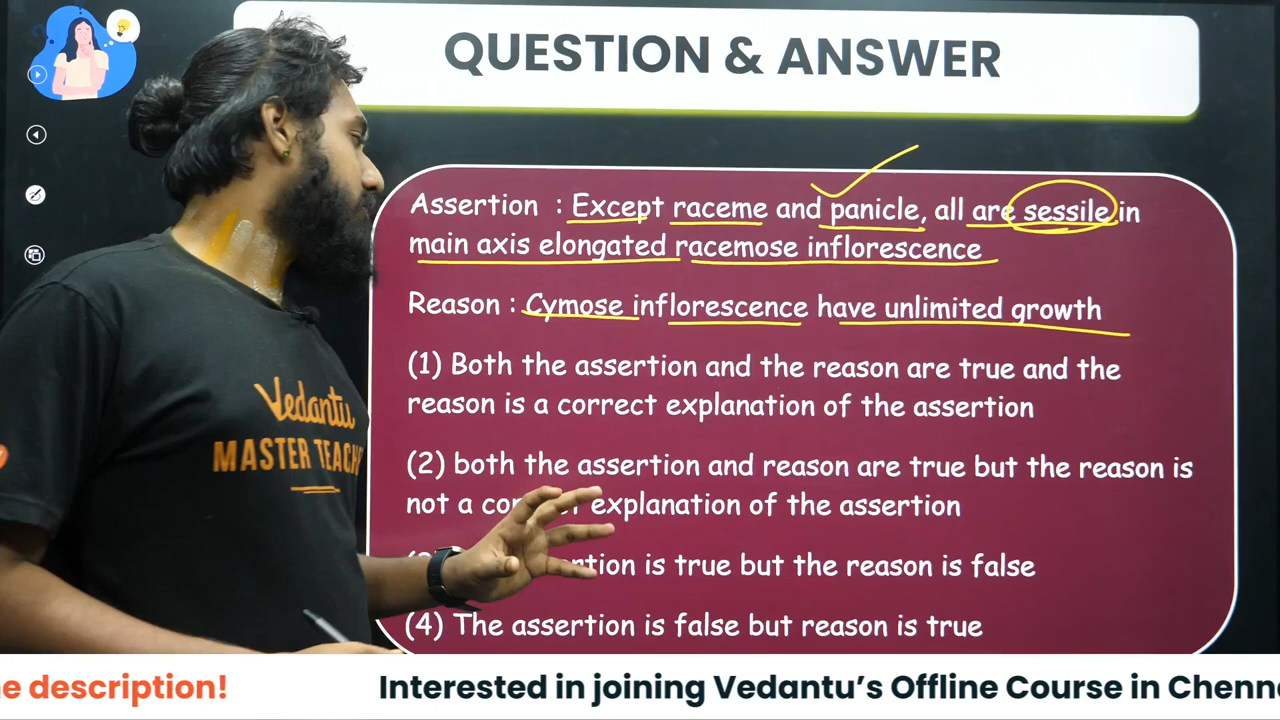 QUESTION & ANSWER
Assertion : Except raceme and panicle, all are sessile in
main axis elongated racemose inflorescence
Reason : Cymose inflorescence have unlimited growth
(1) Both the assertion and the reason are true and the
reason is a correct explanation of the assertion
(2) both the assertion and reason are true but the reason is
not a explanation of the assertion
is true but the reason is false
(4) The assertion is false but reason is true
Vedantu
MASTER
e description!
Interested in joining Vedantu's Offline Course in